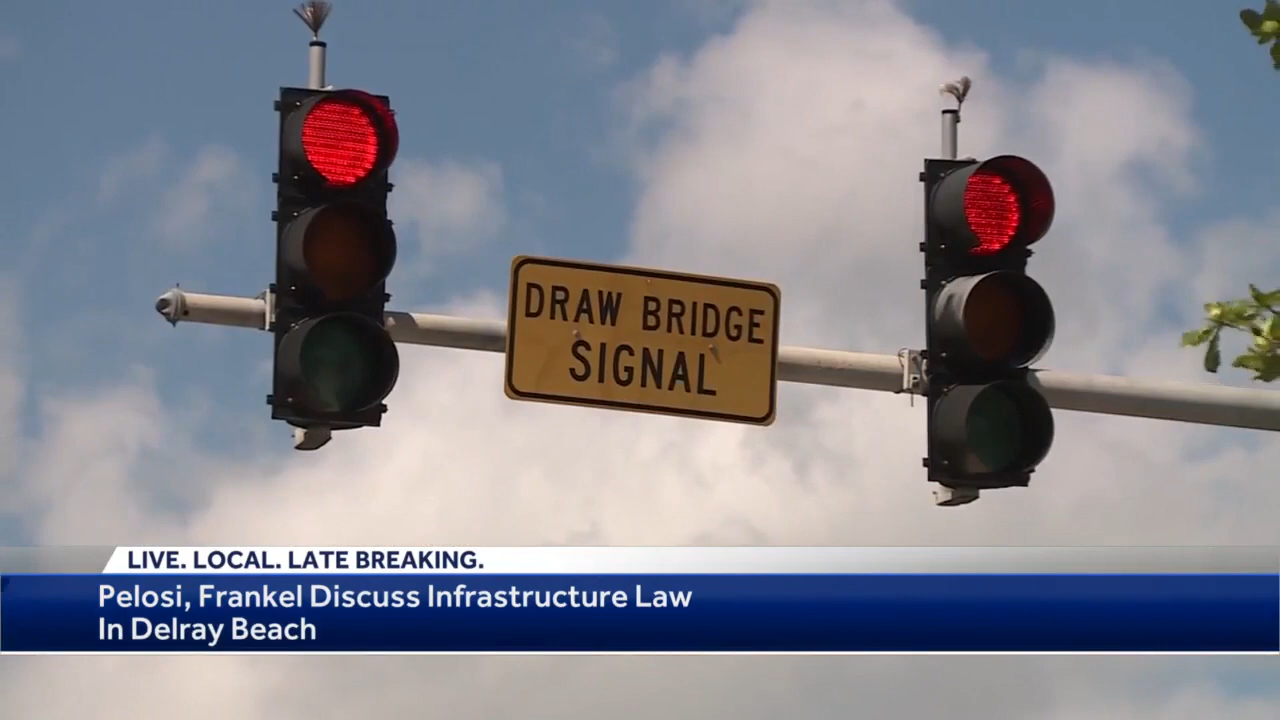 DRAW BRIDGE
SIGNAL
LIVE. LOCAL. LATE BREAKING.
Pelosi, Frankel Discuss Infrastructure Law
In Delray Beach